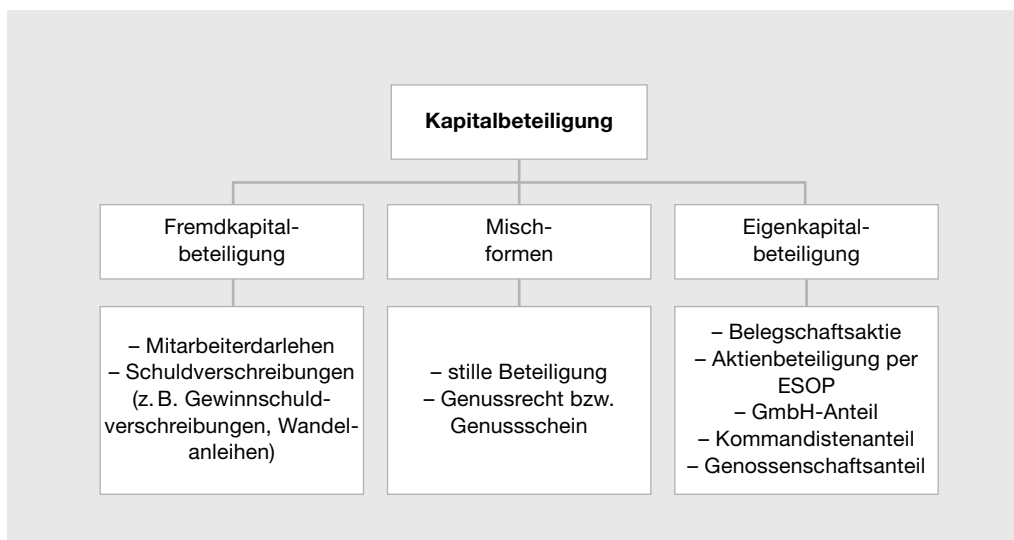 Kapitalbeteiligung
Fremdkapital-
beteiligung
Misch-
formen
Eigenkapital-
beteiligung
– Mitarbeiterdarlehen
– Schuldverschreibungen
(z. B. Gewinnschuld-
verschreibungen, Wandel-
anleihen)
– stille Beteiligung
– Genussrecht bzw.
Genussschein
– Belegschaftsaktie
– Aktienbeteiligung per
ESOP
– GmbH-Anteil
– Kommandistenanteil
– Genossenschaftsanteil